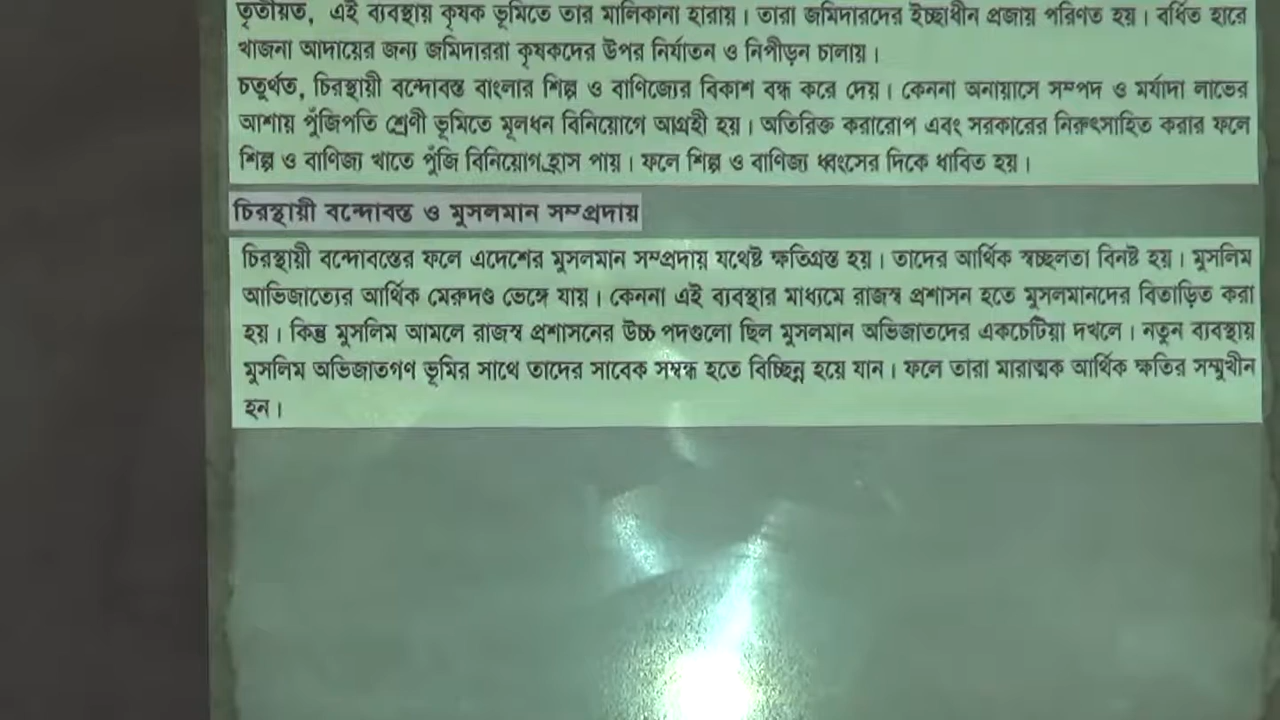 তৃতীয়ত, এই ব্যবস্থায় কৃষক ভূমিতে তার মালিকানা হারায়। তারা জমিদারদের ইচ্ছাধীন প্রজায় পরিণত হয়। বর্ধিত হারে
খাজনা আদায়ের জন্য জমিদাররা কৃষকদের উপর নির্যাতন ও নিপীড়ন চালায়।
চতুর্থত, চিরস্থায়ী বন্দোবস্ত বাংলার শিল্প ও বাণিজ্যের বিকাশ বন্ধ করে দেয়। কেননা অনায়াসে সম্পদ ও মর্যাদা লাভের
আশায় পুঁজিপতি শ্রেণী ভূমিতে মূলধন বিনিয়োগে আগ্রহী হয়। অতিরিক্ত করারোপ এবং সরকারের নিরুৎসাহিত করার ফলে
শিল্প ও বাণিজ্য খাতে পুঁজি বিনিয়োগ হ্রাস পায়। ফলে শিল্প ও বাণিজ্য ধ্বংসের দিকে ধাবিত হয়।
চিরস্থায়ী বন্দোবস্ত ও মুসলমান সম্প্রদায়
চিরস্থায়ী বন্দোবস্তের ফলে এদেশের মুসলমান সম্প্রদায় যথেষ্ট ক্ষতিগ্রস্ত হয়। তাদের আর্থিক স্বচ্ছলতা বিনষ্ট হয়। মুসলিম
আভিজাত্যের আর্থিক মেরুদণ্ড ভেঙ্গে যায়। কেননা এই ব্যবস্থার মাধ্যমে রাজস্ব প্রশাসন হতে মুসলমানদের বিতাড়িত করা
হয়। কিন্তু মুসলিম আমলে রাজস্ব প্রশাসনের উচ্চ পদগুলো ছিল মুসলমান অভিজাতদের একচেটিয়া দখলে। নতুন ব্যবস্থায়
মুসলিম অভিজাতগণ ভূমির সাথে তাদের সাবেক সম্বন্ধ হতে বিচ্ছিন্ন হয়ে যান। ফলে তারা মারাত্মক আর্থিক ক্ষতির সম্মুখীন
হন।